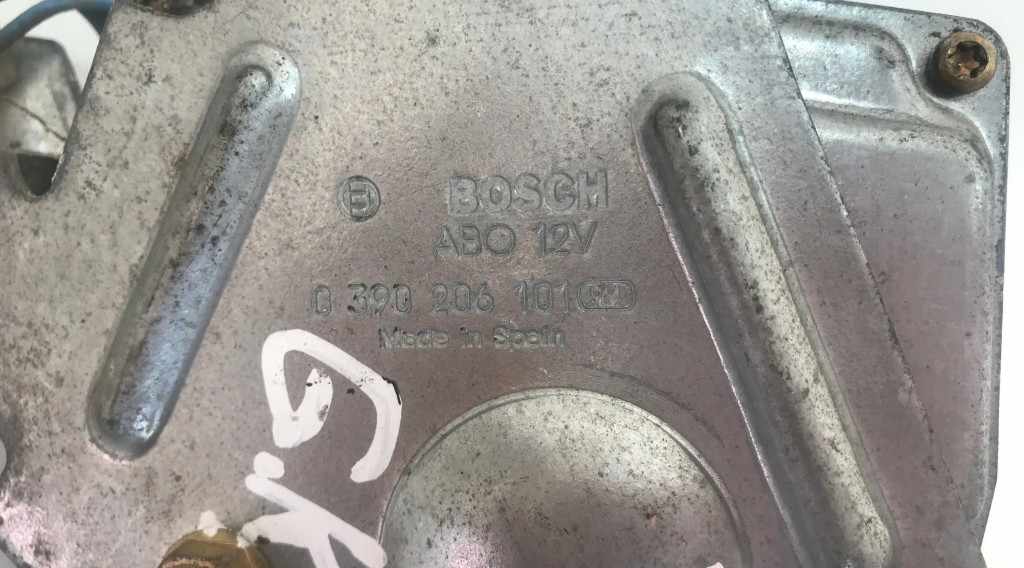 BOSCH
ABO 12V
0 390 206 101
Made in Spain
G.K